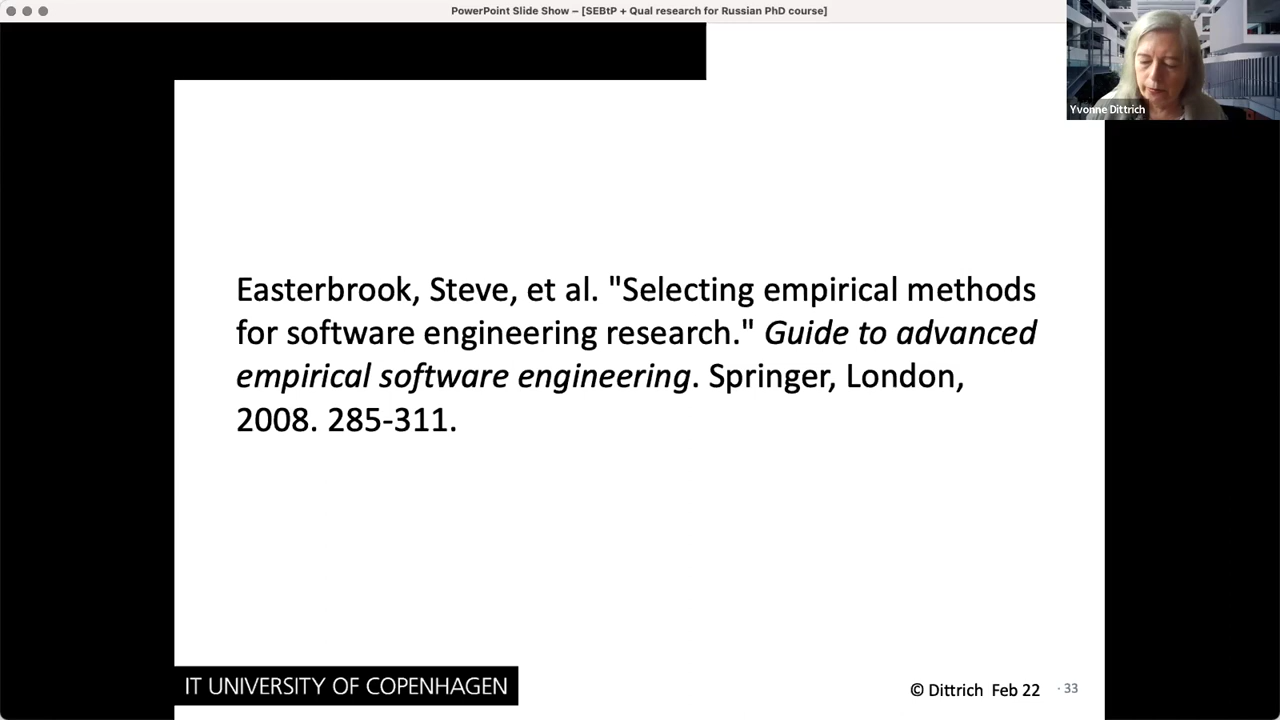 PowerPoint Slide Show – [SEBtP + Qual research for Russian PhD course]
Yvonne Dittrich
Easterbrook, Steve, et al. "Selecting empirical methods
for software engineering research." Guide to advanced
empirical software engineering. Springer, London,
2008. 285-311.
IT UNIVERSITY OF COPENHAGEN
© Dittrich Feb 22 · 33